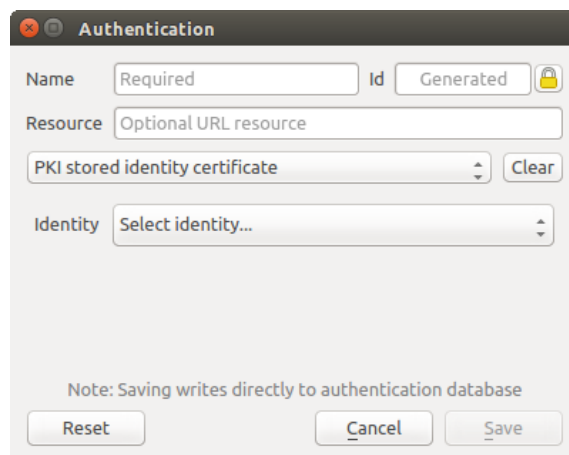 Authentication
Name Required Id Generated
Resource Optional URL resource
PKI stored identity certificate Clear
Identity Select identity...
Note: Saving writes directly to authentication database
Reset Cancel Save